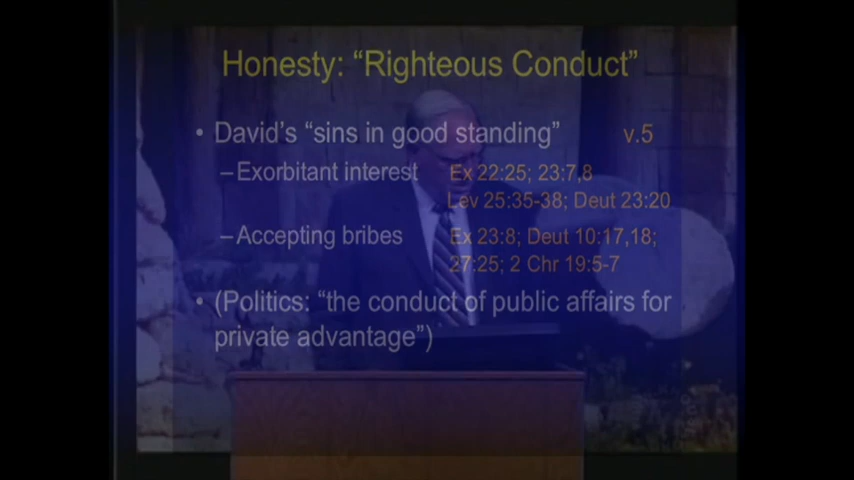 Honesty: “Righteous Conduct”
• David’s “sins in good standing” v.5
–Exorbitant interest Ex 22:25; 23:7,8
Lev 25:35-38; Deut 23:20
–Accepting bribes Ex 23:8; Deut 10:17,18;
27:25; 2 Chr 19:5-7
• (Politics: “the conduct of public affairs for
private advantage”)